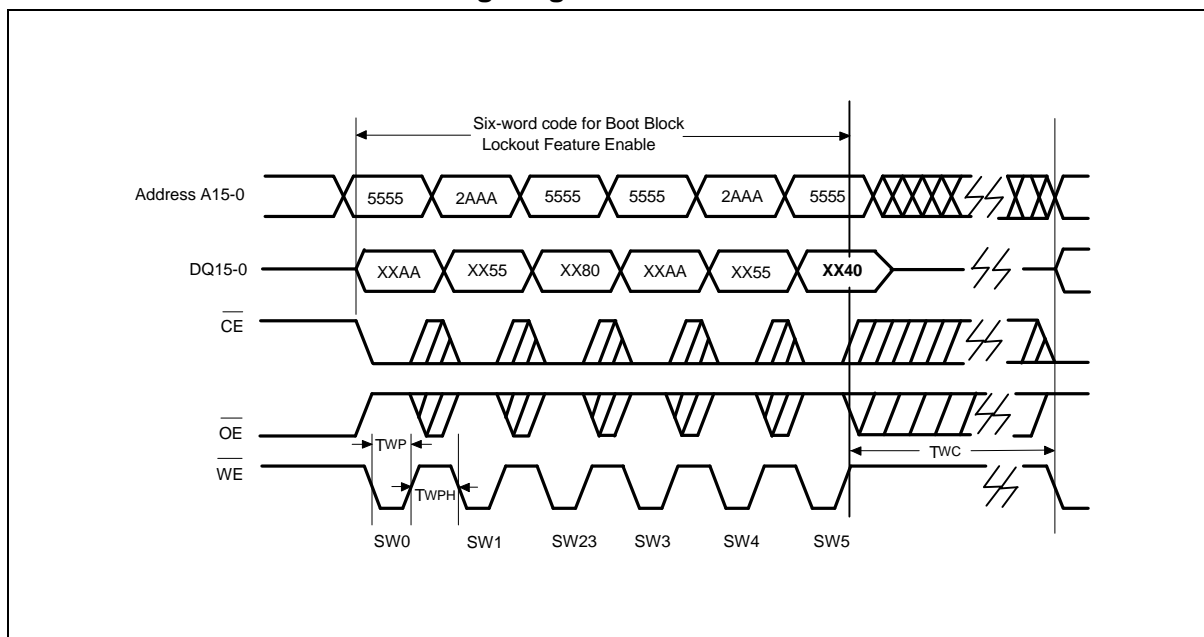 Six-word code for Boot Block
Lockout Feature Enable
Address A15-0
5555 2AAA 5555 5555 2AAA 5555
DQ15-0
XXAA XX55 XX80 XXAA XX55 XX40
CE
OE
TWP
TWC
WE
TWPH
SW0 SW1 SW23 SW3 SW4 SW5